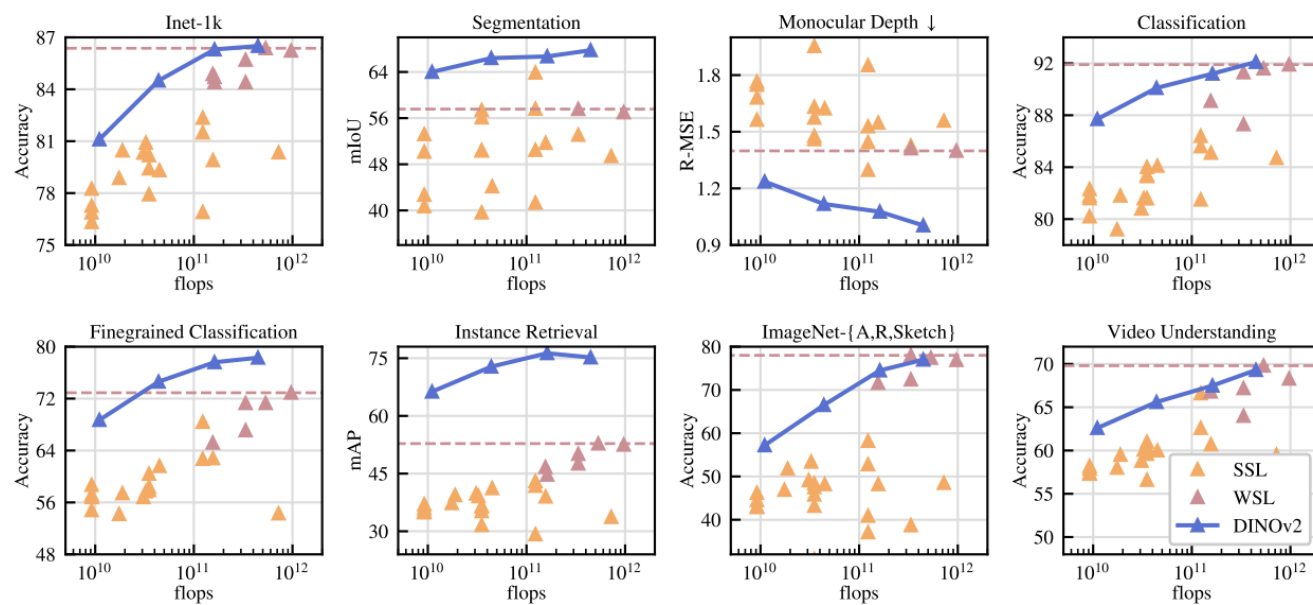 Inet-1k
Segmentation
Monocular Depth ↓
Classification
Accuracy
87
84
81
78
75
10^10
10^11
10^12
flops
mIoU
64
56
48
40
10^10
10^11
10^12
flops
R-MSE
1.8
1.5
1.2
0.9
10^10
10^11
10^12
flops
Accuracy
92
88
84
80
10^10
10^11
10^12
flops
Finegrained Classification
Instance Retrieval
ImageNet-{A,R,Sketch}
Video Understanding
Accuracy
80
72
64
56
48
10^10
10^11
10^12
flops
mAP
75
60
45
30
10^10
10^11
10^12
flops
Accuracy
80
70
60
50
40
10^10
10^11
10^12
flops
Accuracy
70
65
60
55
50
10^10
10^11
10^12
flops
SSL
WSL
DINOv2